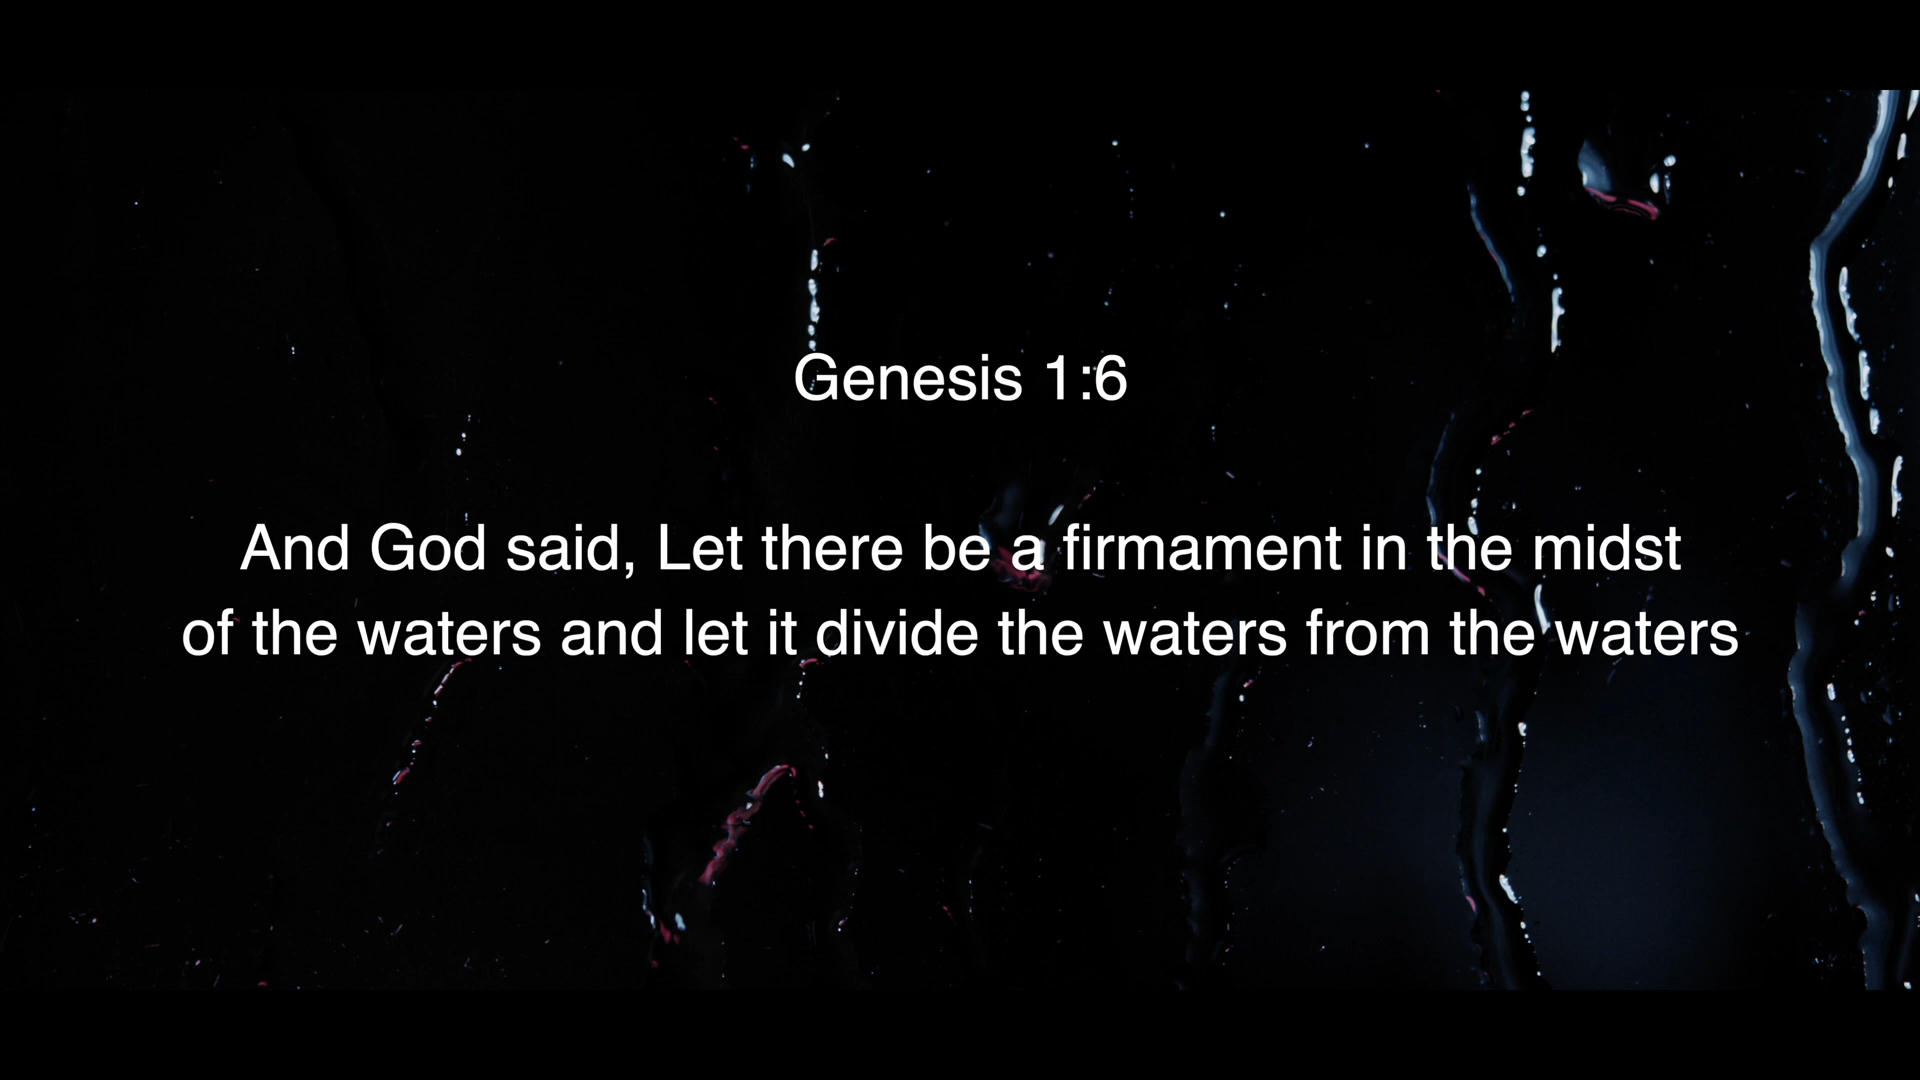 Genesis 1:6
And God said, Let there be a firmament in the midst
of the waters and let it divide the waters from the waters